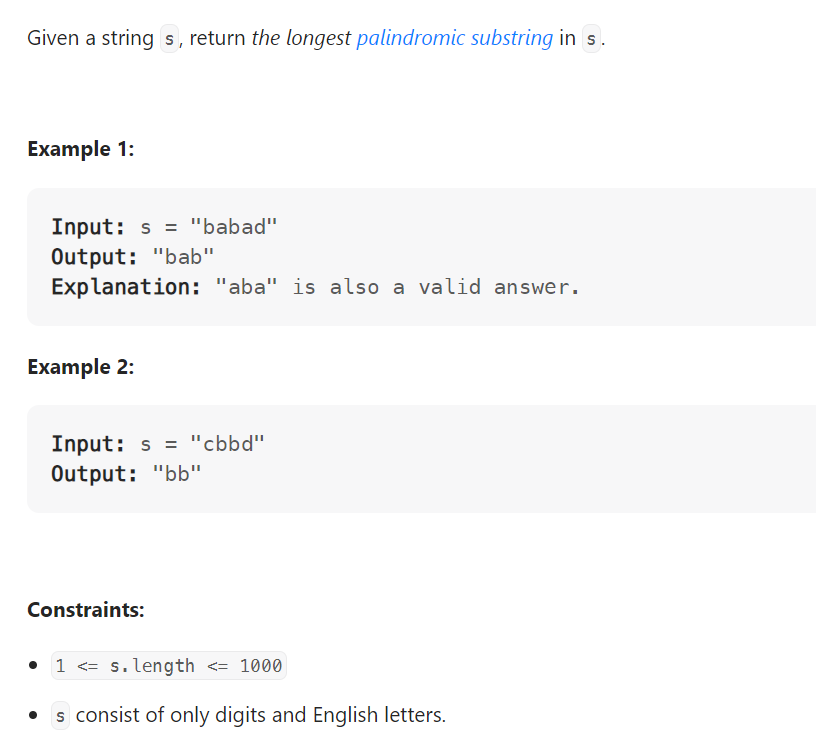 Given a string s, return the longest palindromic substring in s.
Example 1:
Input: s = "babad"
Output: "bab"
Explanation: "aba" is also a valid answer.
Example 2:
Input: s = "cbbd"
Output: "bb"
Constraints:
• 1 <= s.length <= 1000
• s consist of only digits and English letters.